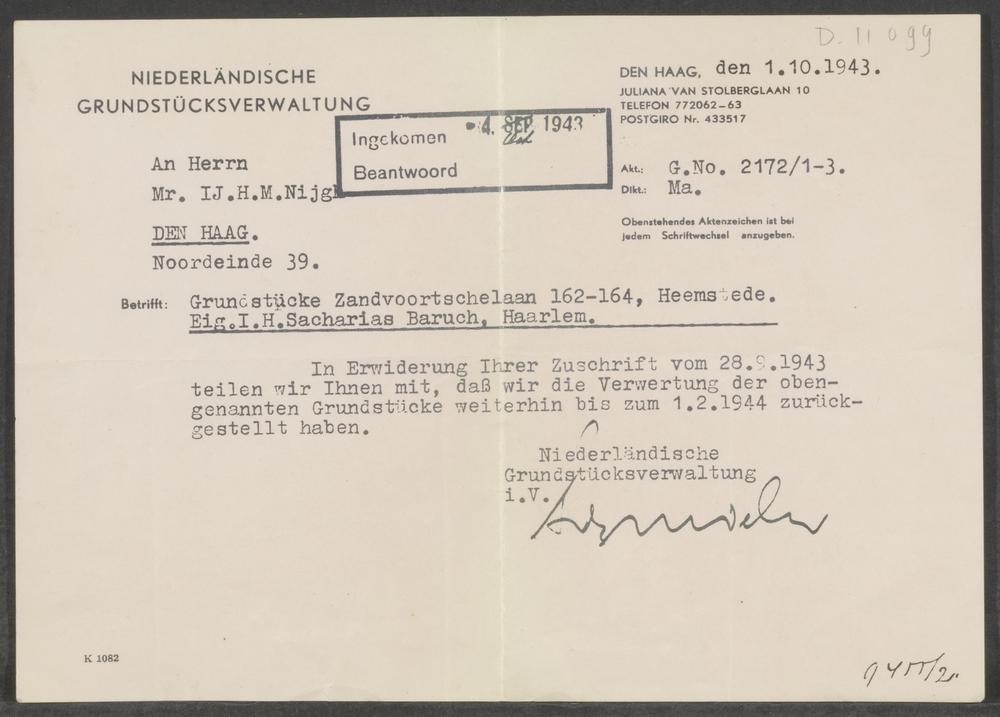 D. 11 099
NIEDERLÄNDISCHE
GRUNDSTÜCKSVERWALTUNG
DEN HAAG, den 1.10.1943.
JULIANA VAN STOLBERGLAAN 10
TELEFON 772062-63
POSTGIRO Nr. 433517
Ingekomen -4. SEP 1943
Beantwoord
An Herrn
Mr. IJ.H.M.Nijgh
DEN HAAG.
Noordeinde 39.
Akt.: G.No. 2172/1-3.
Dikt.: Ma.
Obenstehendes Aktenzeichen ist bei
jedem Schriftwechsel anzugeben.
Betrifft: Grundstücke Zandvoortschelaan 162-164, Heemstede.
Eig.I.H.Sacharias Baruch, Haarlem.
In Erwiderung Ihrer Zuschrift vom 28.9.1943
teilen wir Ihnen mit, daß wir die Verwertung der oben-
genannten Grundstücke weiterhin bis zum 1.2.1944 zurück-
gestellt haben.
Niederländische
Grundstücksverwaltung
i.V.
K 1082